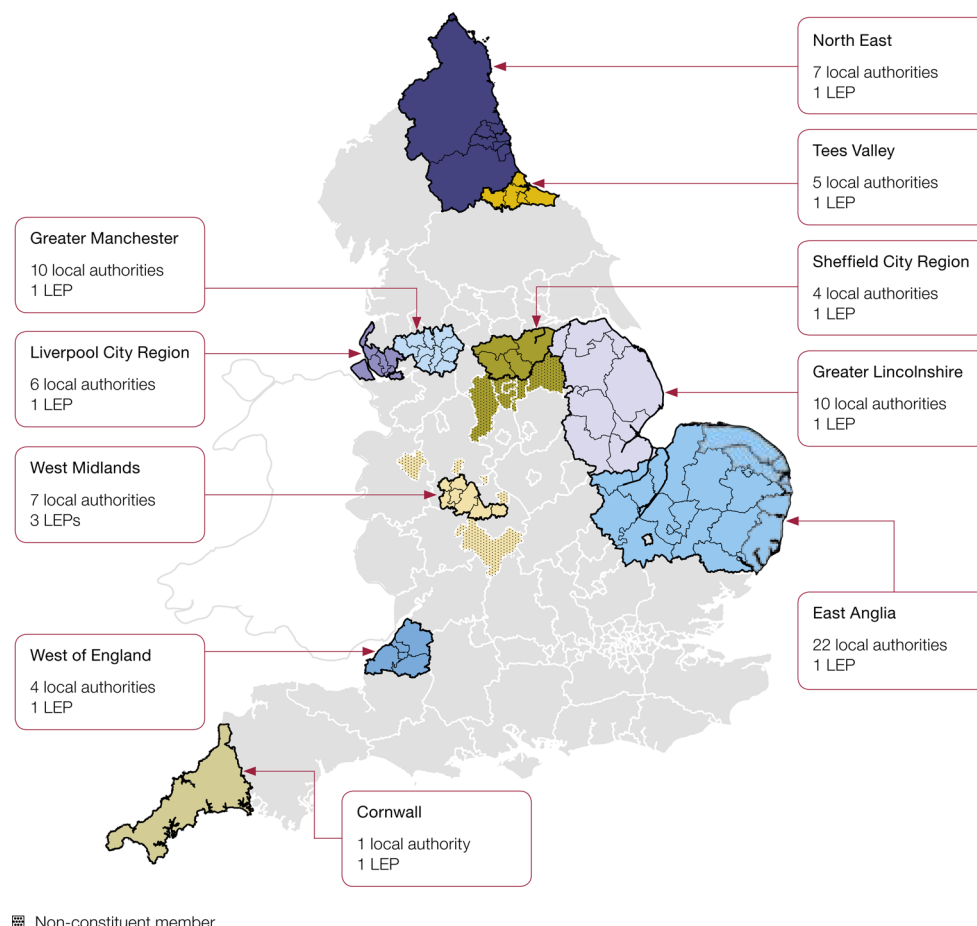 North East
7 local authorities
1 LEP
Tees Valley
5 local authorities
1 LEP
Greater Manchester
10 local authorities
1 LEP
Sheffield City Region
4 local authorities
1 LEP
Liverpool City Region
6 local authorities
1 LEP
Greater Lincolnshire
10 local authorities
1 LEP
West Midlands
7 local authorities
3 LEPs
East Anglia
22 local authorities
1 LEP
West of England
4 local authorities
1 LEP
Cornwall
1 local authority
1 LEP
Non-constituent member